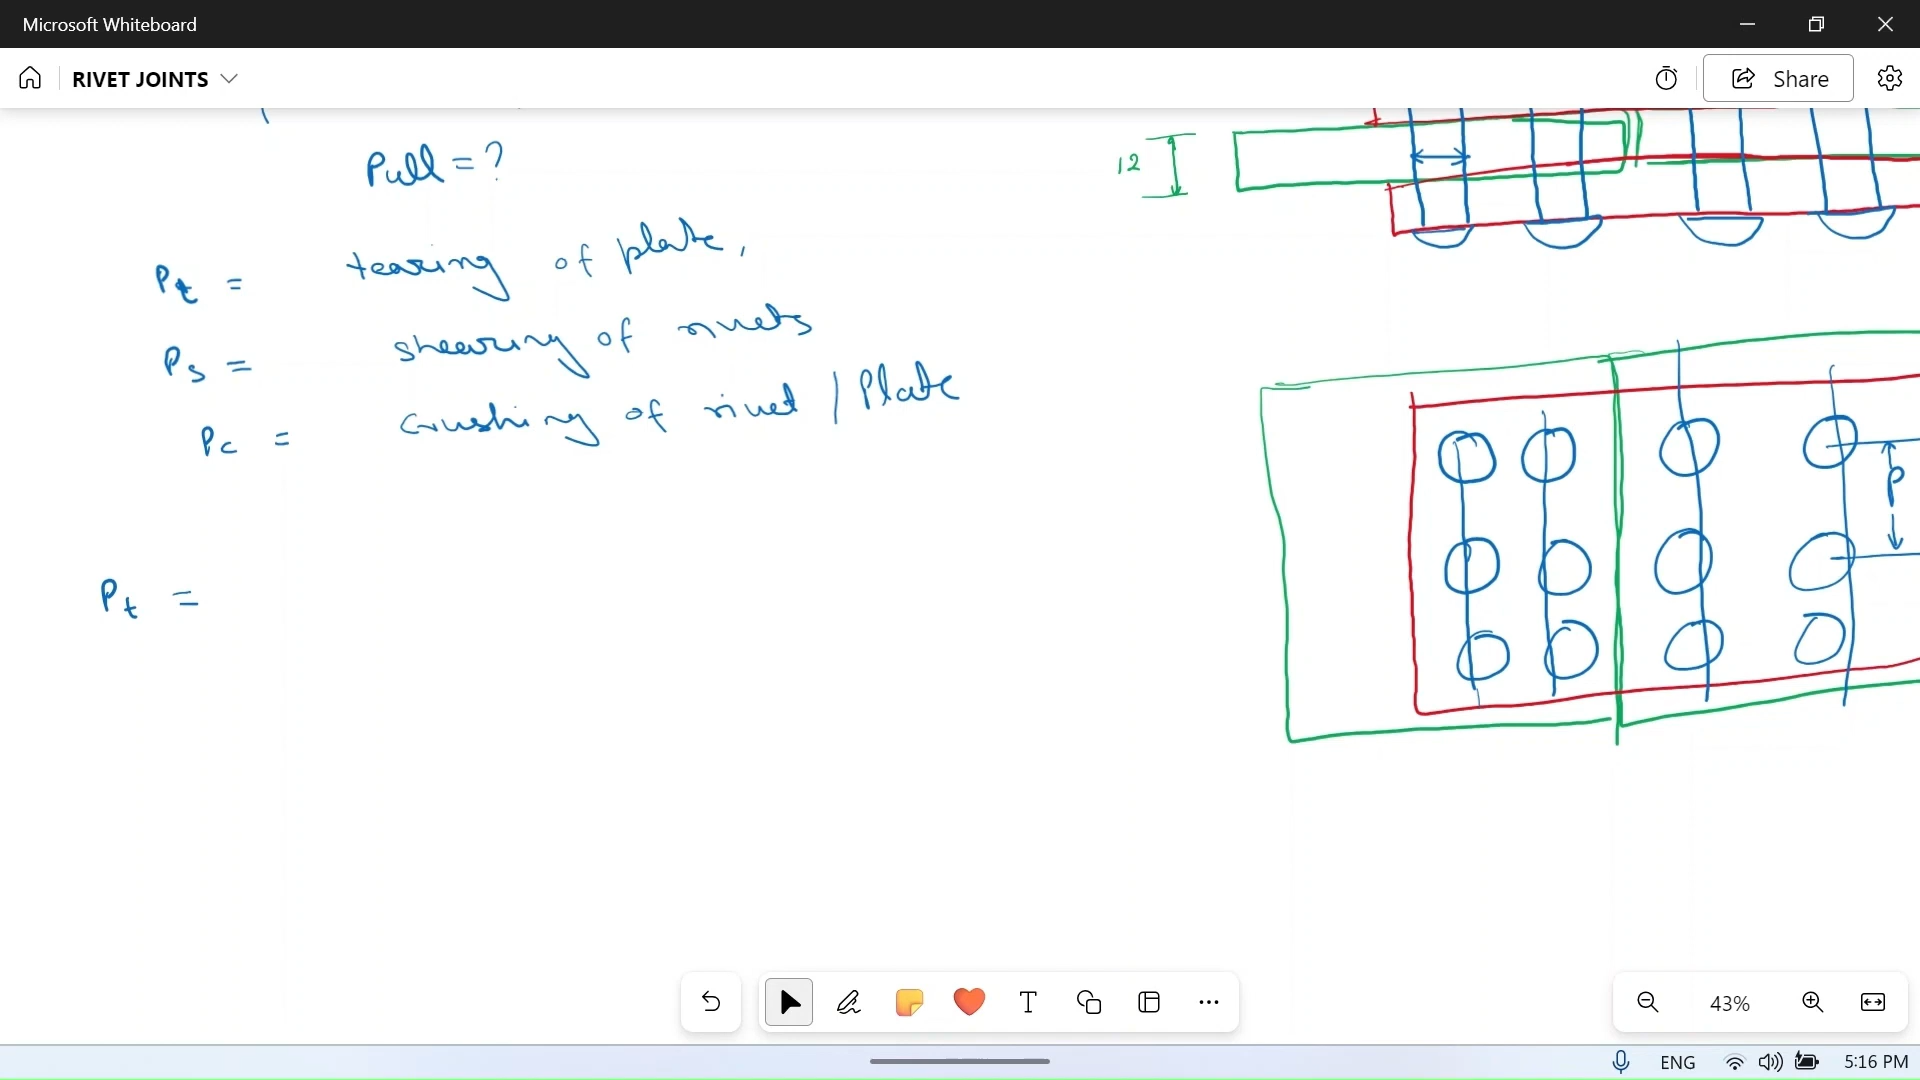 Microsoft Whiteboard
RIVET JOINTS
Share
Pull = ?
12
Pt = tearing of plate,
Ps = shearing of rivets
Pc = crushing of rivet / Plate
P
Pt =
43%
ENG
5:16 PM